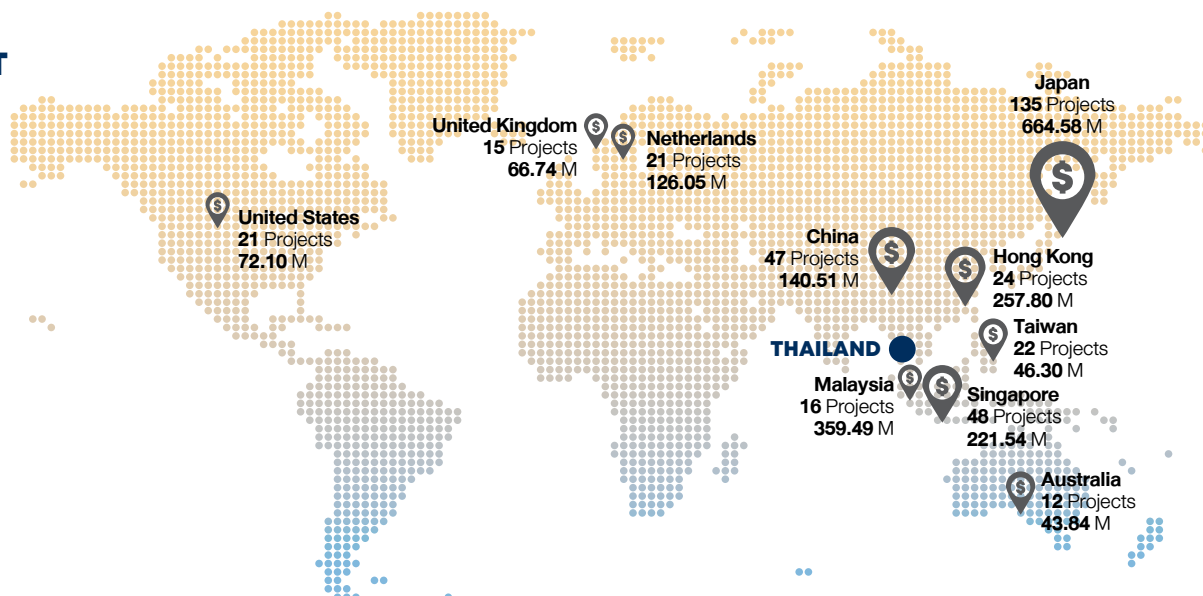 T
Japan
135 Projects
664.58 M
United Kingdom
15 Projects
66.74 M
Netherlands
21 Projects
126.05 M
United States
21 Projects
72.10 M
China
47 Projects
140.51 M
Hong Kong
24 Projects
257.80 M
Taiwan
22 Projects
46.30 M
THAILAND
Malaysia
16 Projects
359.49 M
Singapore
48 Projects
221.54 M
Australia
12 Projects
43.84 M
$
$
$
$
$
$
$
$
$
$